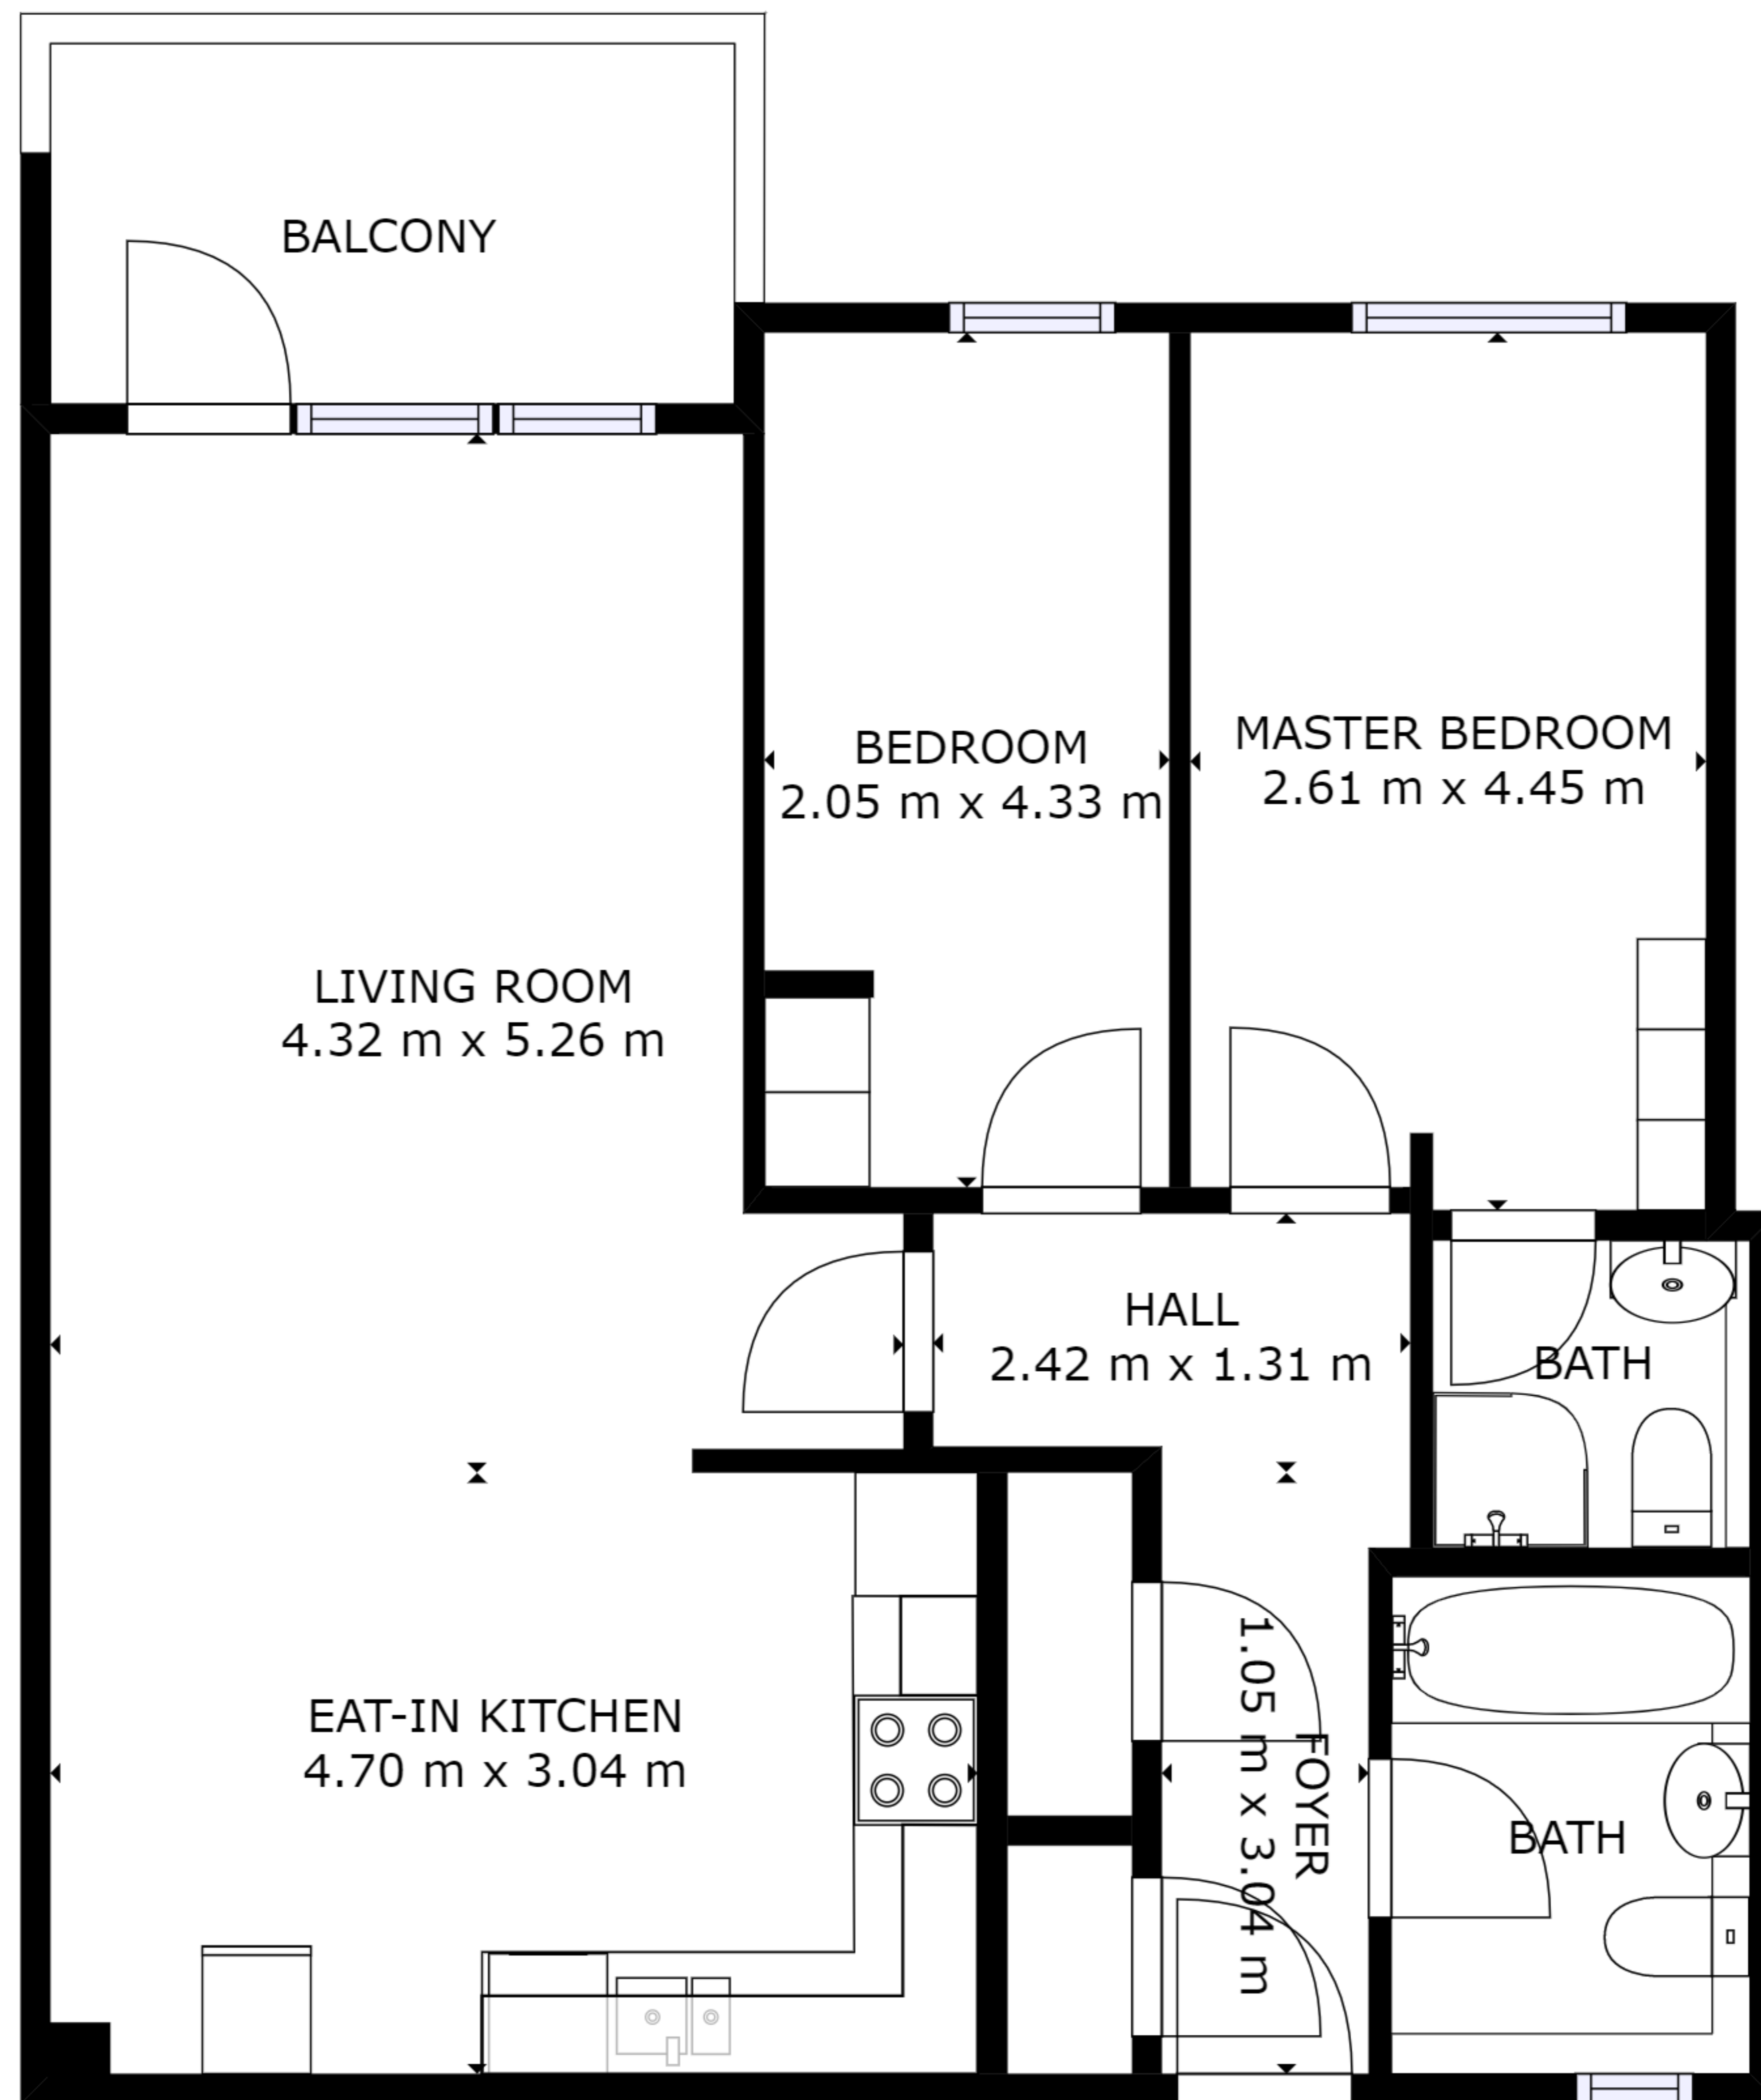 BALCONY
BEDROOM
2.05 m x 4.33 m
MASTER BEDROOM
2.61 m x 4.45 m
LIVING ROOM
4.32 m x 5.26 m
HALL
2.42 m x 1.31 m
BATH
EAT-IN KITCHEN
4.70 m x 3.04 m
FOYER
1.05 m x 3.04 m
BATH